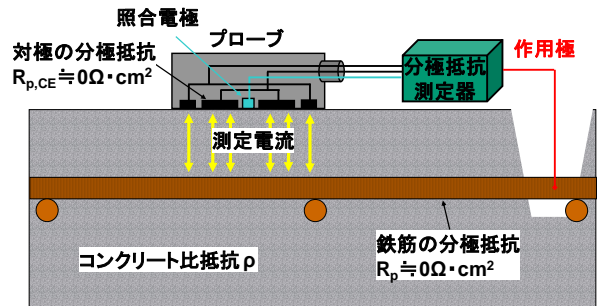 照合電極
プローブ
対極の分極抵抗
R_p,CE≒0Ω・cm²
分極抵抗
測定器
作用極
測定電流
鉄筋の分極抵抗
R_p≒0Ω・cm²
コンクリート比抵抗ρ